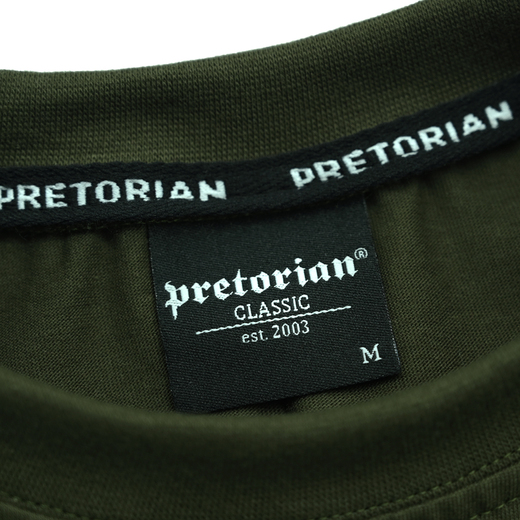 PRETORIAN PRETORIAN
pretorian®
CLASSIC
est. 2003
M